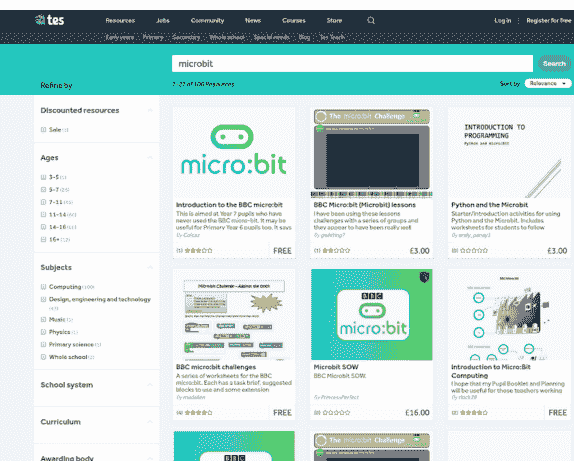 tes
Resources Jobs Community News Courses Store
Log in | Register for free
Early years Primary Secondary Whole school Special needs Blog Tes Teach
microbit
Search
Refine by
Resources
Sort by Relevance
Discounted resources
Sale
Ages
3-5
5-7
7-11
11-14
14-16
16+
Subjects
Computing
Design, engineering and technology
Music
Physics
Primary science
Whole school
School system
Curriculum
Awarding body
micro:bit
Introduction to the BBC micro:bit
This is aimed at Year 7 pupils who have
never used the BBC micro-bit. It may be
useful for Primary Year 6 pupils too. It says
FREE
The micro:bit Challenge
BBC Micro:bit (Microbit) lessons
I have been using these lessons
challenges with a series of groups and
they appear to have been really well
£3.00
INTRODUCTION TO
PROGRAMMING
PYTHON AND MICROBIT
Python and the Microbit
Starter/introduction activities for using
Python and the Microbit. Includes
worksheets for students to follow
£3.00
BBC microbit challenges
A series of worksheets for the BBC
micro:bit. Each has a task brief, suggested
blocks to use and some extension
FREE
BBC
micro:bit
Microbit SOW
BBC Microbit SOW.
£16.00
Introduction to Micro:Bit
Computing
I hope that my Pupil Booklet and Planning
will be useful for those teachers working
FREE
BBC
The micro:bit Challenge